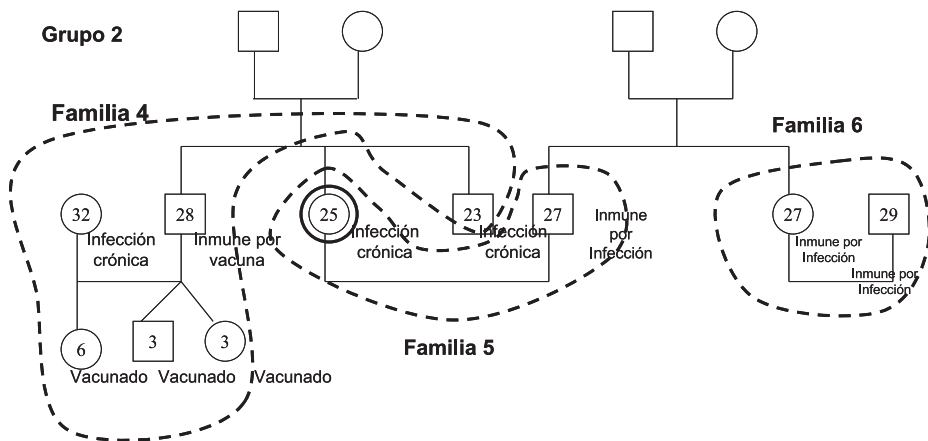 Grupo 2
Familia 4
Familia 6
32
28
25
23
27
27
29
Infección
crónica
Inmune por
vacuna
Infección
crónica
Infección
crónica
Inmune
por
Infección
Inmune por
Infección
Inmune por
Infección
6
3
3
Vacunado
Vacunado
Vacunado
Familia 5